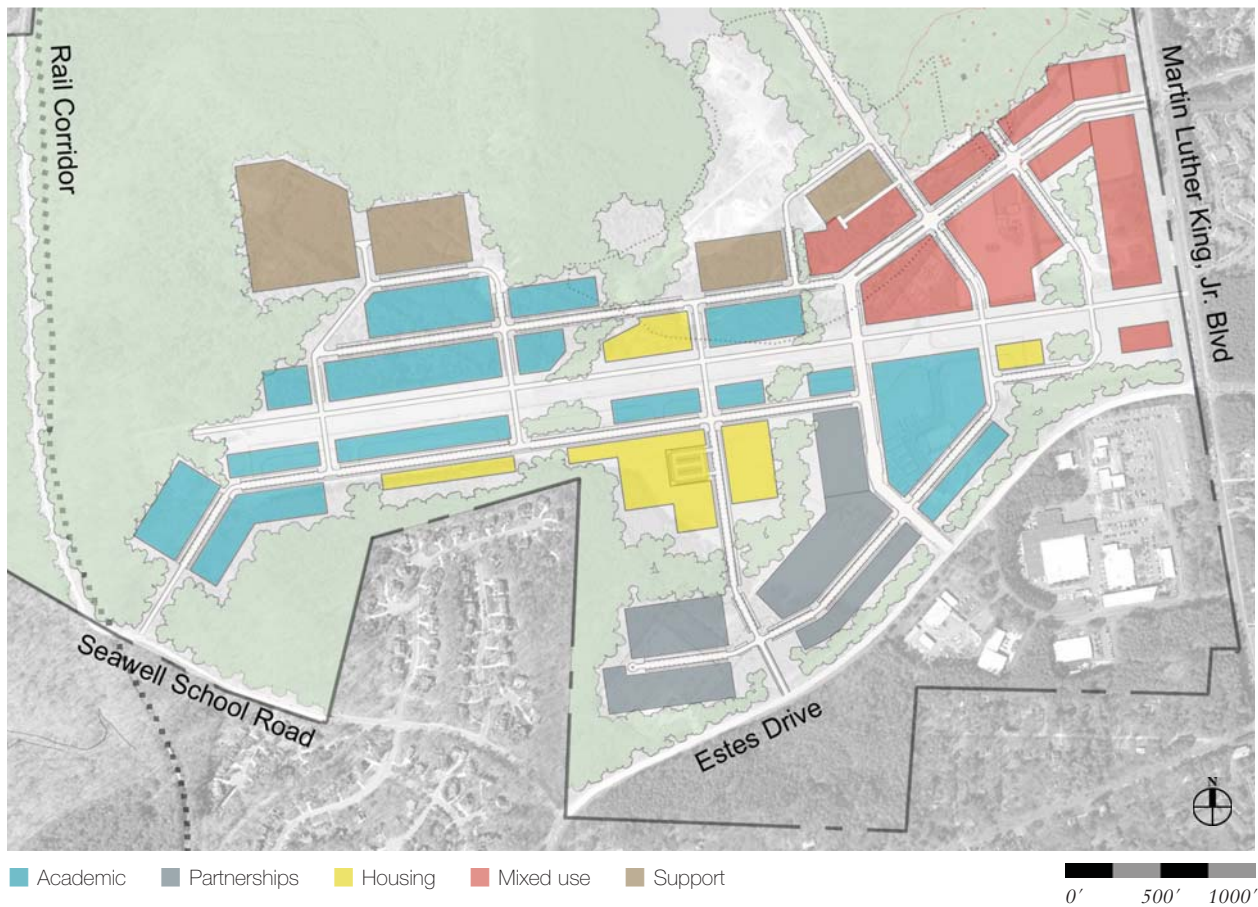 Rail Corridor
Martin Luther King, Jr. Blvd
Seawell School Road
Estes Drive
N
Academic
Partnerships
Housing
Mixed use
Support
0′ 500′ 1000′